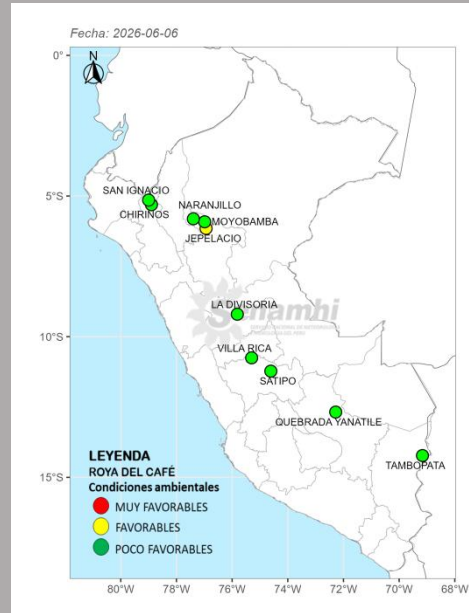 Fecha: 2026-06-06
N
0°
5°S
10°S
15°S
SAN IGNACIO
CHIRINOS
NARANJILLO
MOYOBAMBA
JEPELACIO
LA DIVISORIA
Senamhi
VILLA RICA
SATIPO
QUEBRADA YANATILE
TAMBOPATA
LEYENDA
ROYA DEL CAFÉ
Condiciones ambientales
MUY FAVORABLES
FAVORABLES
POCO FAVORABLES
80°W 78°W 76°W 74°W 72°W 70°W 68°W